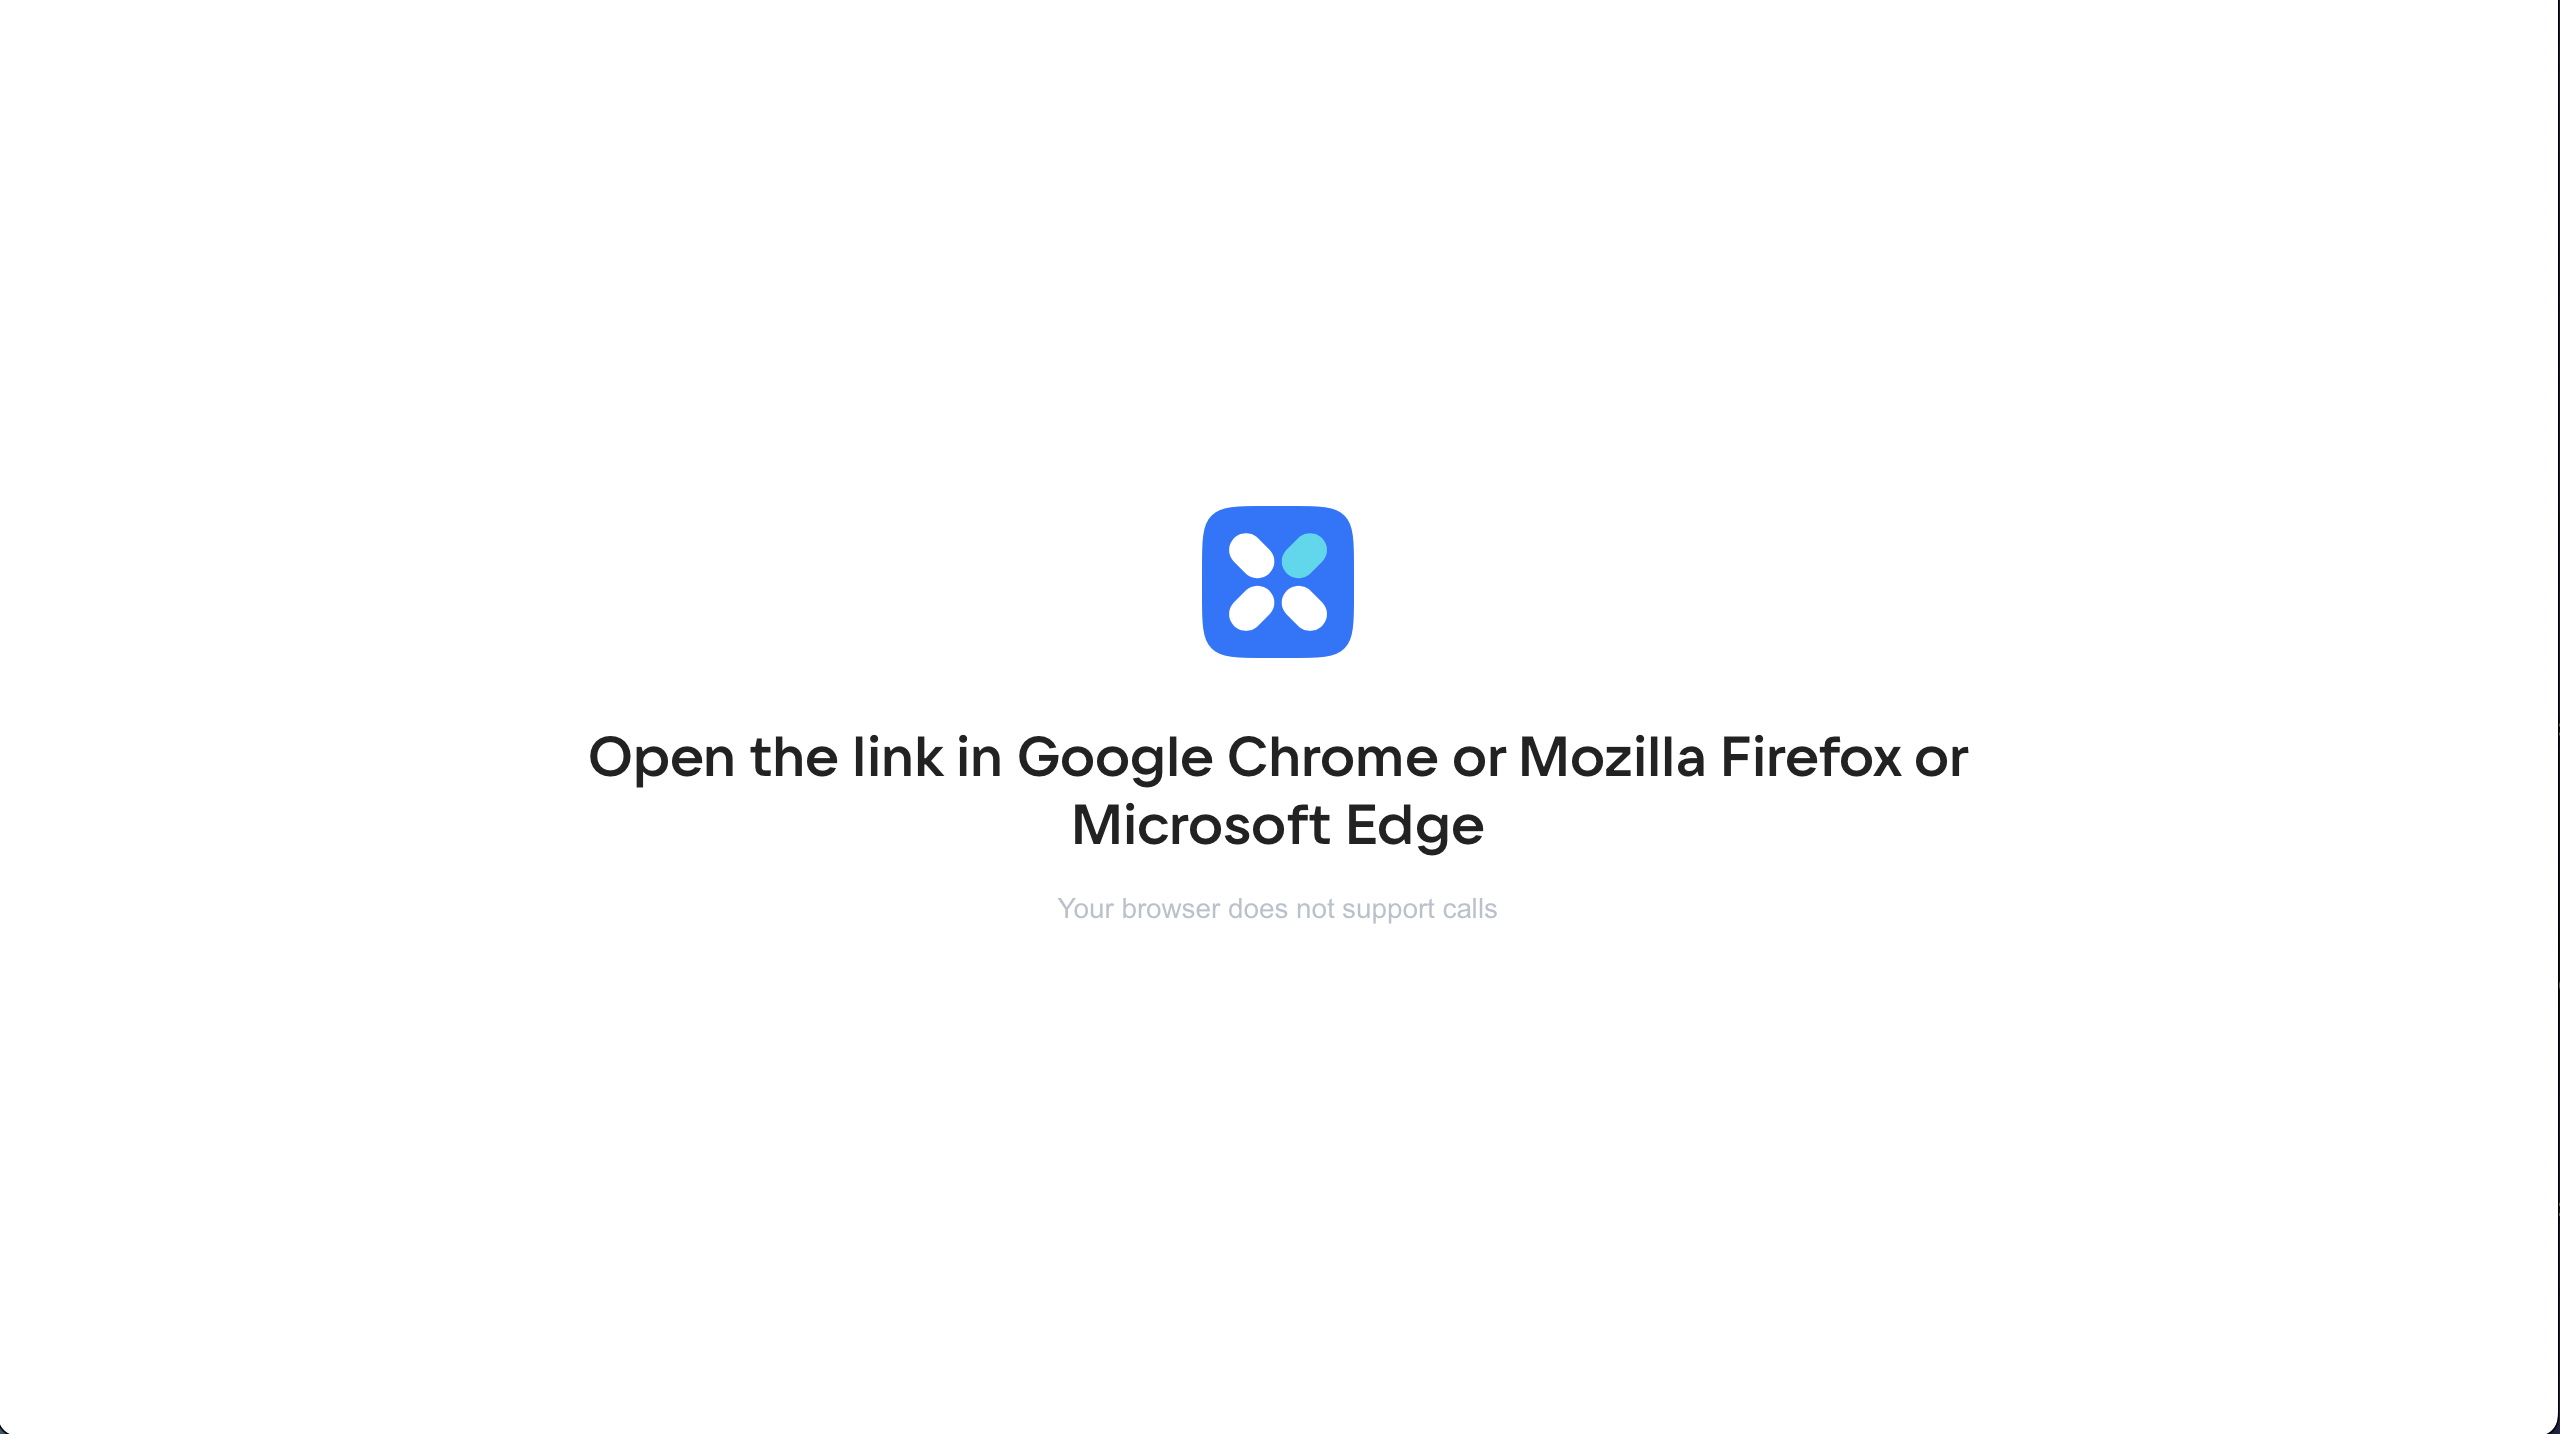 Open the link in Google Chrome or Mozilla Firefox or
Microsoft Edge
Your browser does not support calls